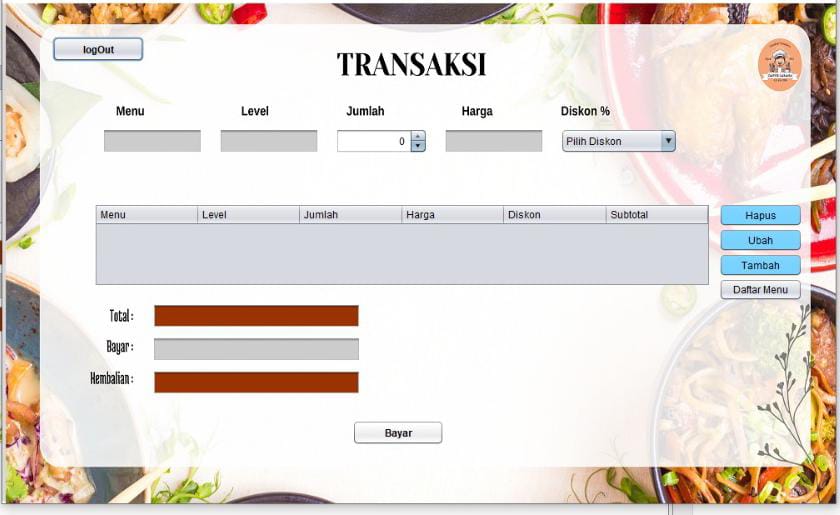 logOut
TRANSAKSI
Menu Level Jumlah Harga Diskon %
0 Pilih Diskon
Menu Level Jumlah Harga Diskon Subtotal
Hapus
Ubah
Tambah
Daftar Menu
Total :
Bayar :
Kembalian :
Bayar